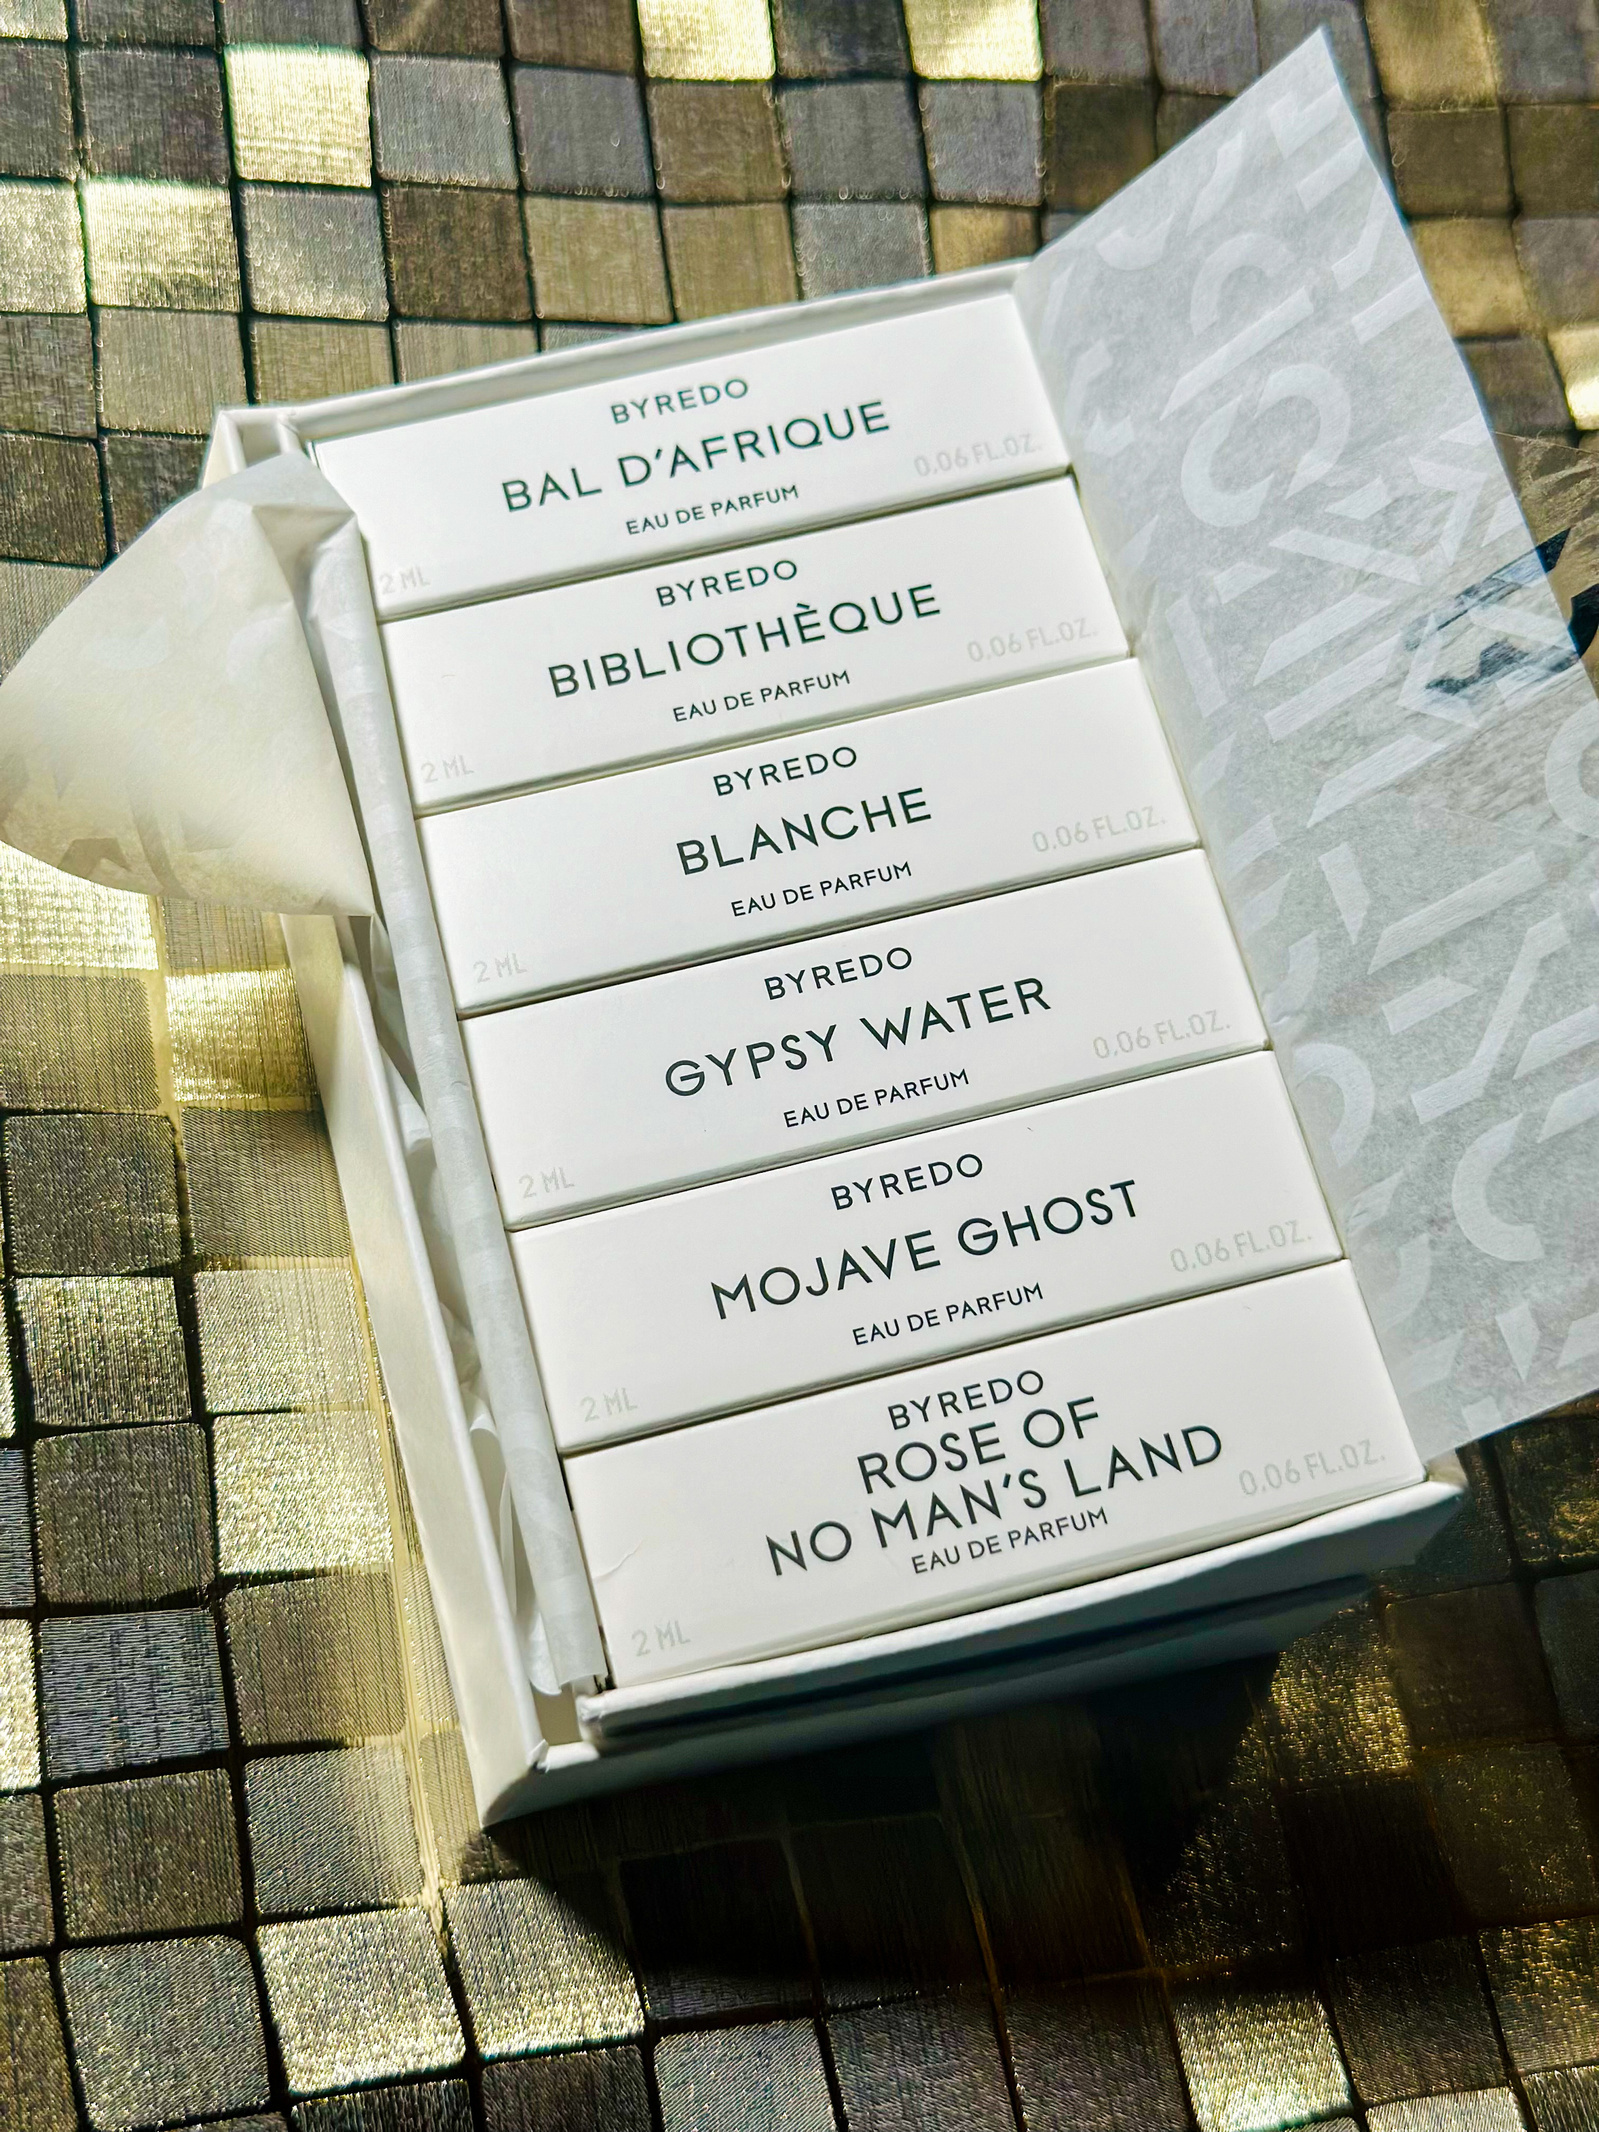 BYREDO
BAL D'AFRIQUE
EAU DE PARFUM
2 ML
0.06 FL.OZ.
BYREDO
BIBLIOTHÈQUE
EAU DE PARFUM
2 ML
0.06 FL.OZ.
BYREDO
BLANCHE
EAU DE PARFUM
2 ML
0.06 FL.OZ.
BYREDO
GYPSY WATER
EAU DE PARFUM
2 ML
0.06 FL.OZ.
BYREDO
MOJAVE GHOST
EAU DE PARFUM
2 ML
0.06 FL.OZ.
BYREDO
ROSE OF
NO MAN'S LAND
EAU DE PARFUM
2 ML
0.06 FL.OZ.